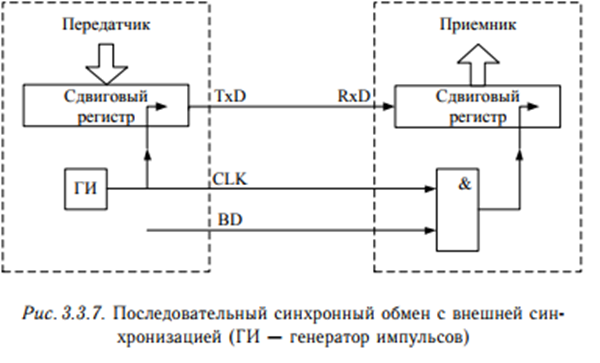 Передатчик
Приемник
Сдвиговый
регистр
TxD
RxD
Сдвиговый
регистр
ГИ
CLK
&
BD
Рис. 3.3.7. Последовательный синхронный обмен с внешней син-
хронизацией (ГИ — генератор импульсов)